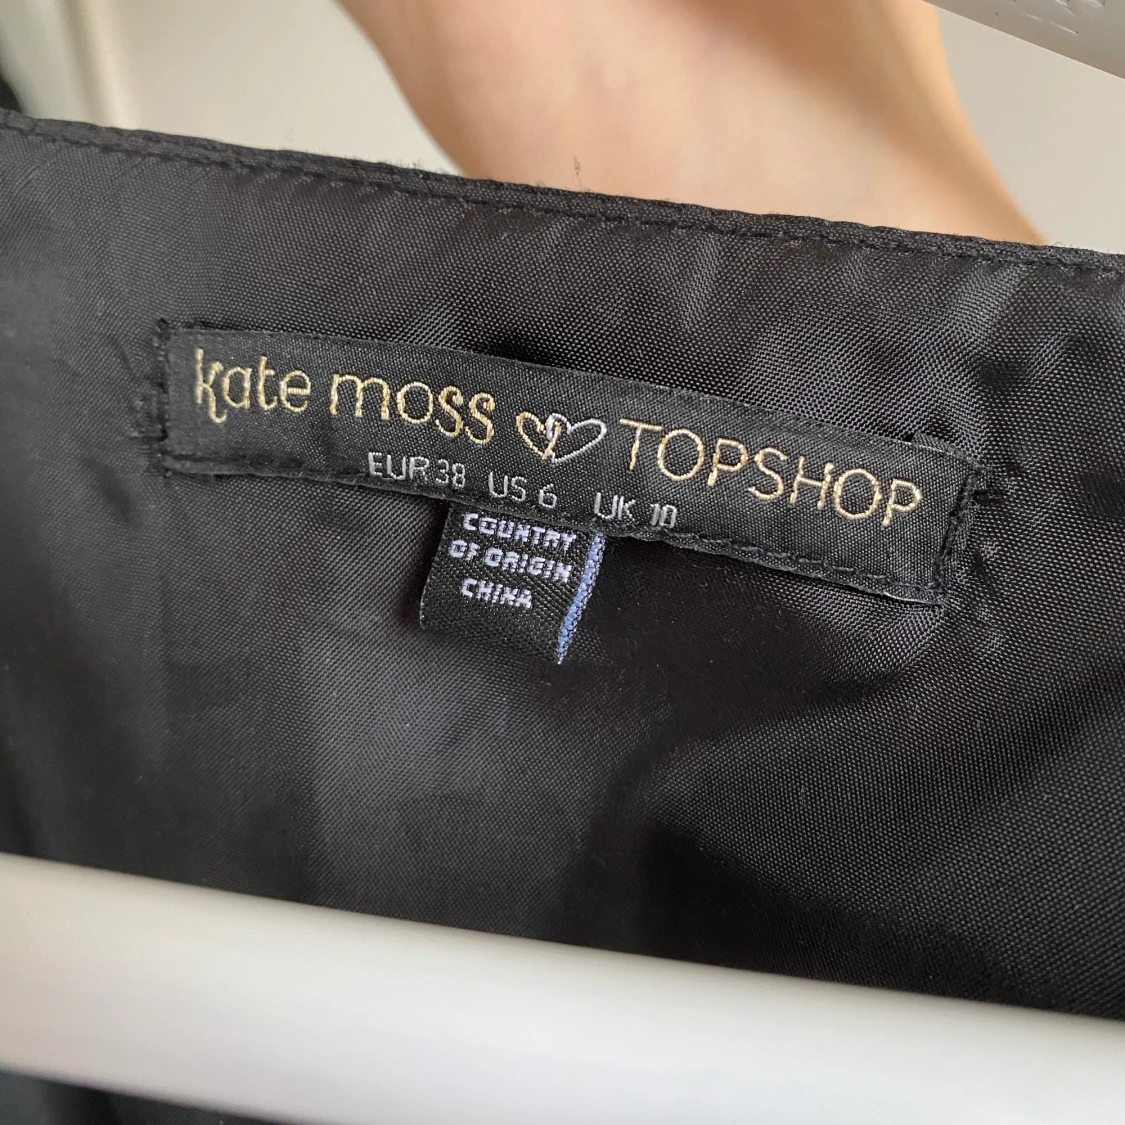 kate moss TOPSHOP
EUR 38 US 6 UK 10
COUNTRY
OF ORIGIN
CHINA